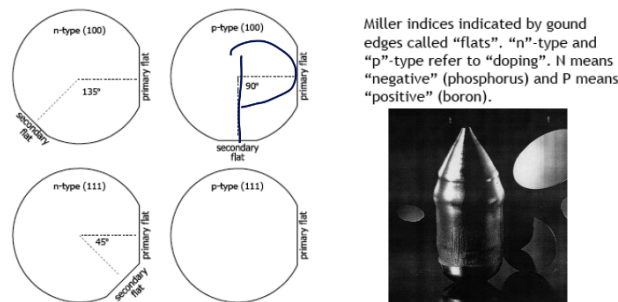 n-type (100)
135°
primary flat
secondary
flat
p-type (100)
90°
primary flat
secondary
flat
n-type (111)
45°
primary flat
secondary
flat
p-type (111)
primary flat
Miller indices indicated by gound
edges called “flats”. “n”-type and
“p”-type refer to “doping”. N means
“negative” (phosphorus) and P means
“positive” (boron).